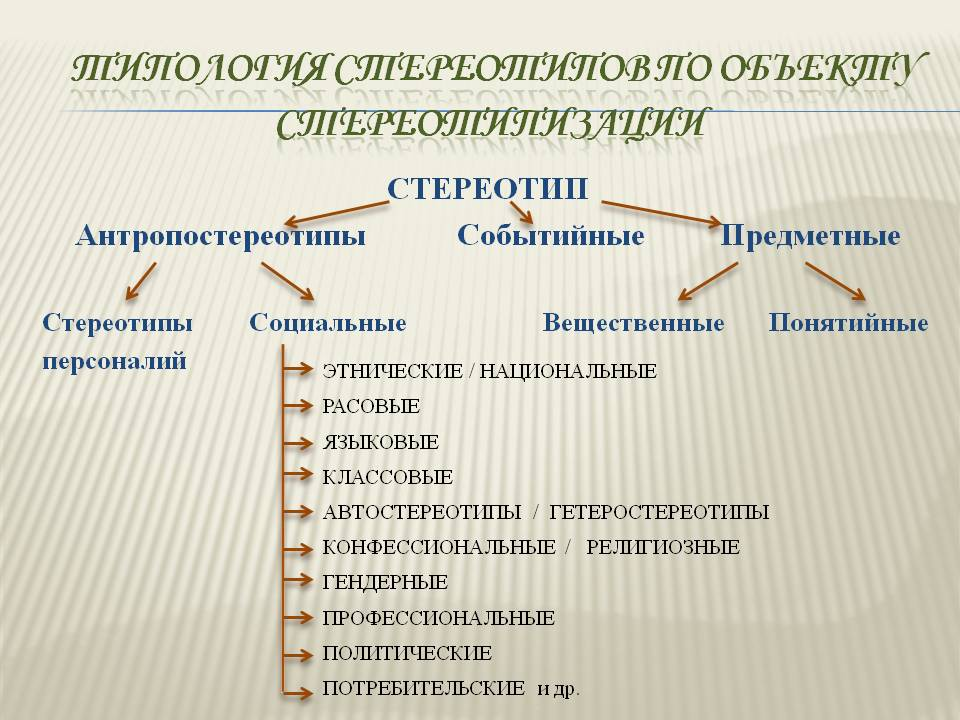 ТИПОЛОГИЯ СТЕРЕОТИПОВ ПО ОБЪЕКТУ
СТЕРЕОТИПИЗАЦИИ
СТЕРЕОТИП
Антропостереотипы Событийные Предметные
Стереотипы Социальные Вещественные Понятийные
персоналий
ЭТНИЧЕСКИЕ / НАЦИОНАЛЬНЫЕ
РАСОВЫЕ
ЯЗЫКОВЫЕ
КЛАССОВЫЕ
АВТОСТЕРЕОТИПЫ / ГЕТЕРОСТЕРЕОТИПЫ
КОНФЕССИОНАЛЬНЫЕ / РЕЛИГИОЗНЫЕ
ГЕНДЕРНЫЕ
ПРОФЕССИОНАЛЬНЫЕ
ПОЛИТИЧЕСКИЕ
ПОТРЕБИТЕЛЬСКИЕ и др.